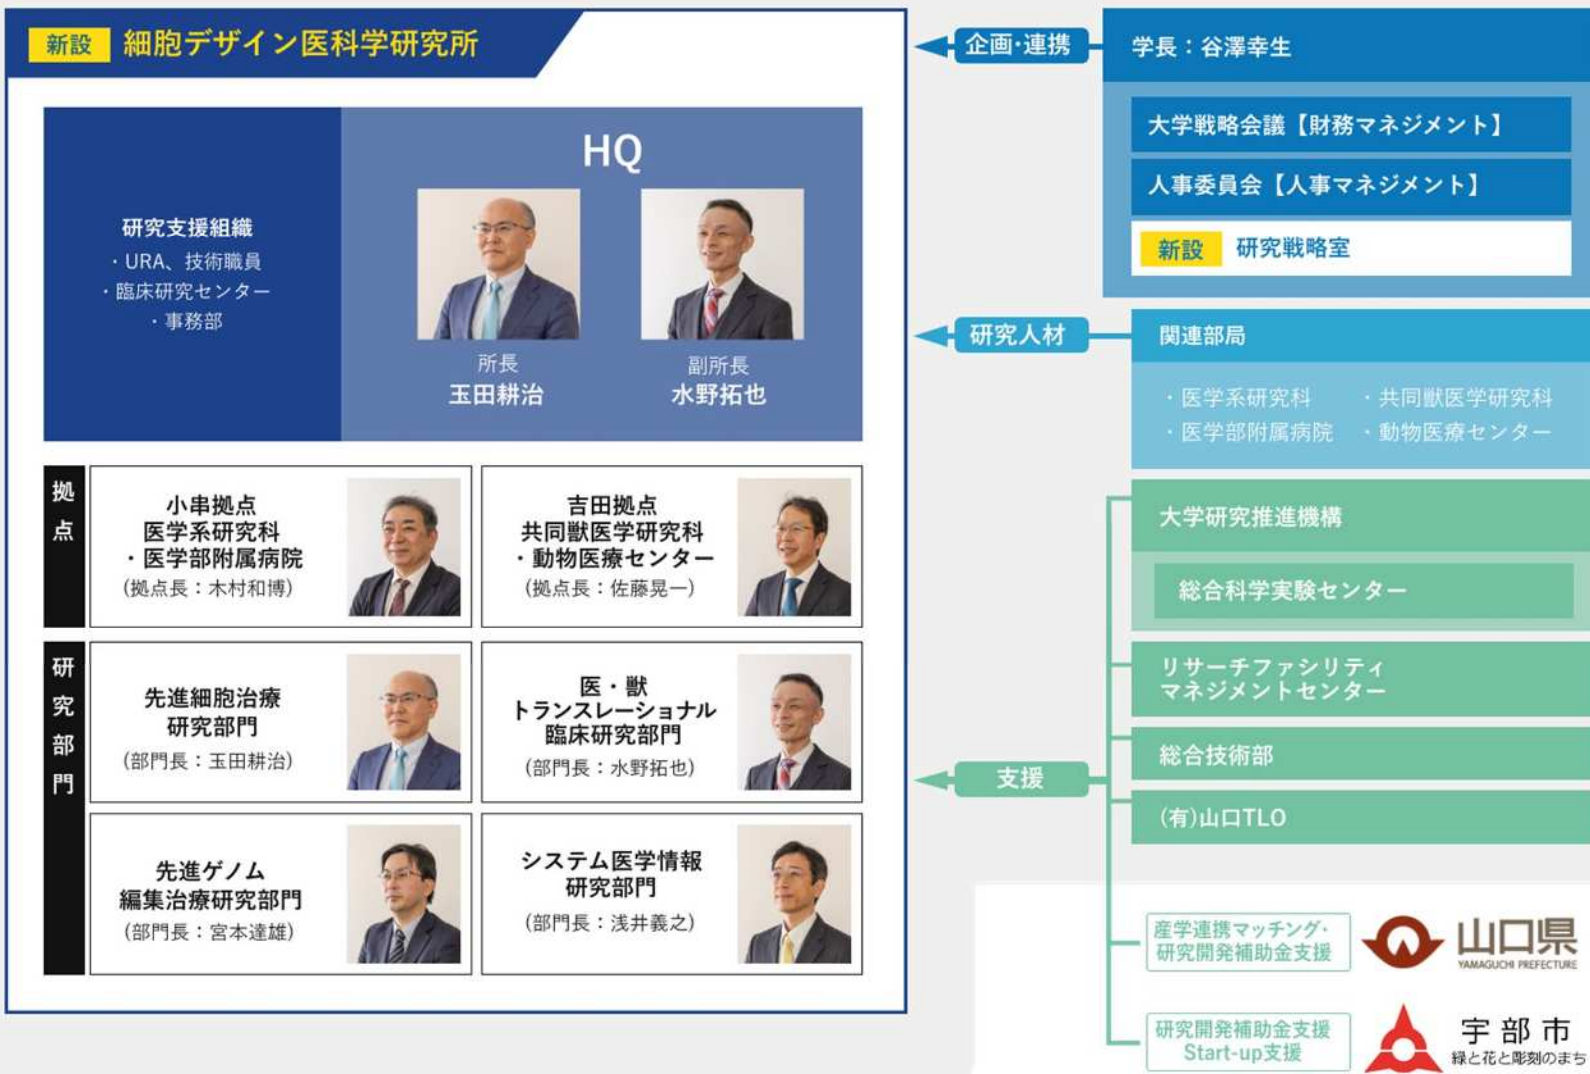 新設 細胞デザイン医科学研究所
研究支援組織
・URA、技術職員
・臨床研究センター
・事務部
HQ
所長
玉田耕治
副所長
水野拓也
拠点
小串拠点
医学系研究科
・医学部附属病院
(拠点長：木村和博)
吉田拠点
共同獣医学研究科
・動物医療センター
(拠点長：佐藤晃一)
研究部門
先進細胞治療
研究部門
(部門長：玉田耕治)
医・獣
トランスレーショナル
臨床研究部門
(部門長：水野拓也)
先進ゲノム
編集治療研究部門
(部門長：宮本達雄)
システム医学情報
研究部門
(部門長：浅井義之)
企画・連携
学長：谷澤幸生
大学戦略会議【財務マネジメント】
人事委員会【人事マネジメント】
新設 研究戦略室
研究人材
関連部局
・医学系研究科 ・共同獣医学研究科
・医学部附属病院 ・動物医療センター
支援
大学研究推進機構
総合科学実験センター
リサーチファシリティ
マネジメントセンター
総合技術部
(有)山口TLO
産学連携マッチング・
研究開発補助金支援
山口県
YAMAGUCHI PREFECTURE
研究開発補助金支援
Start-up支援
宇部市
緑と花と彫刻のまち